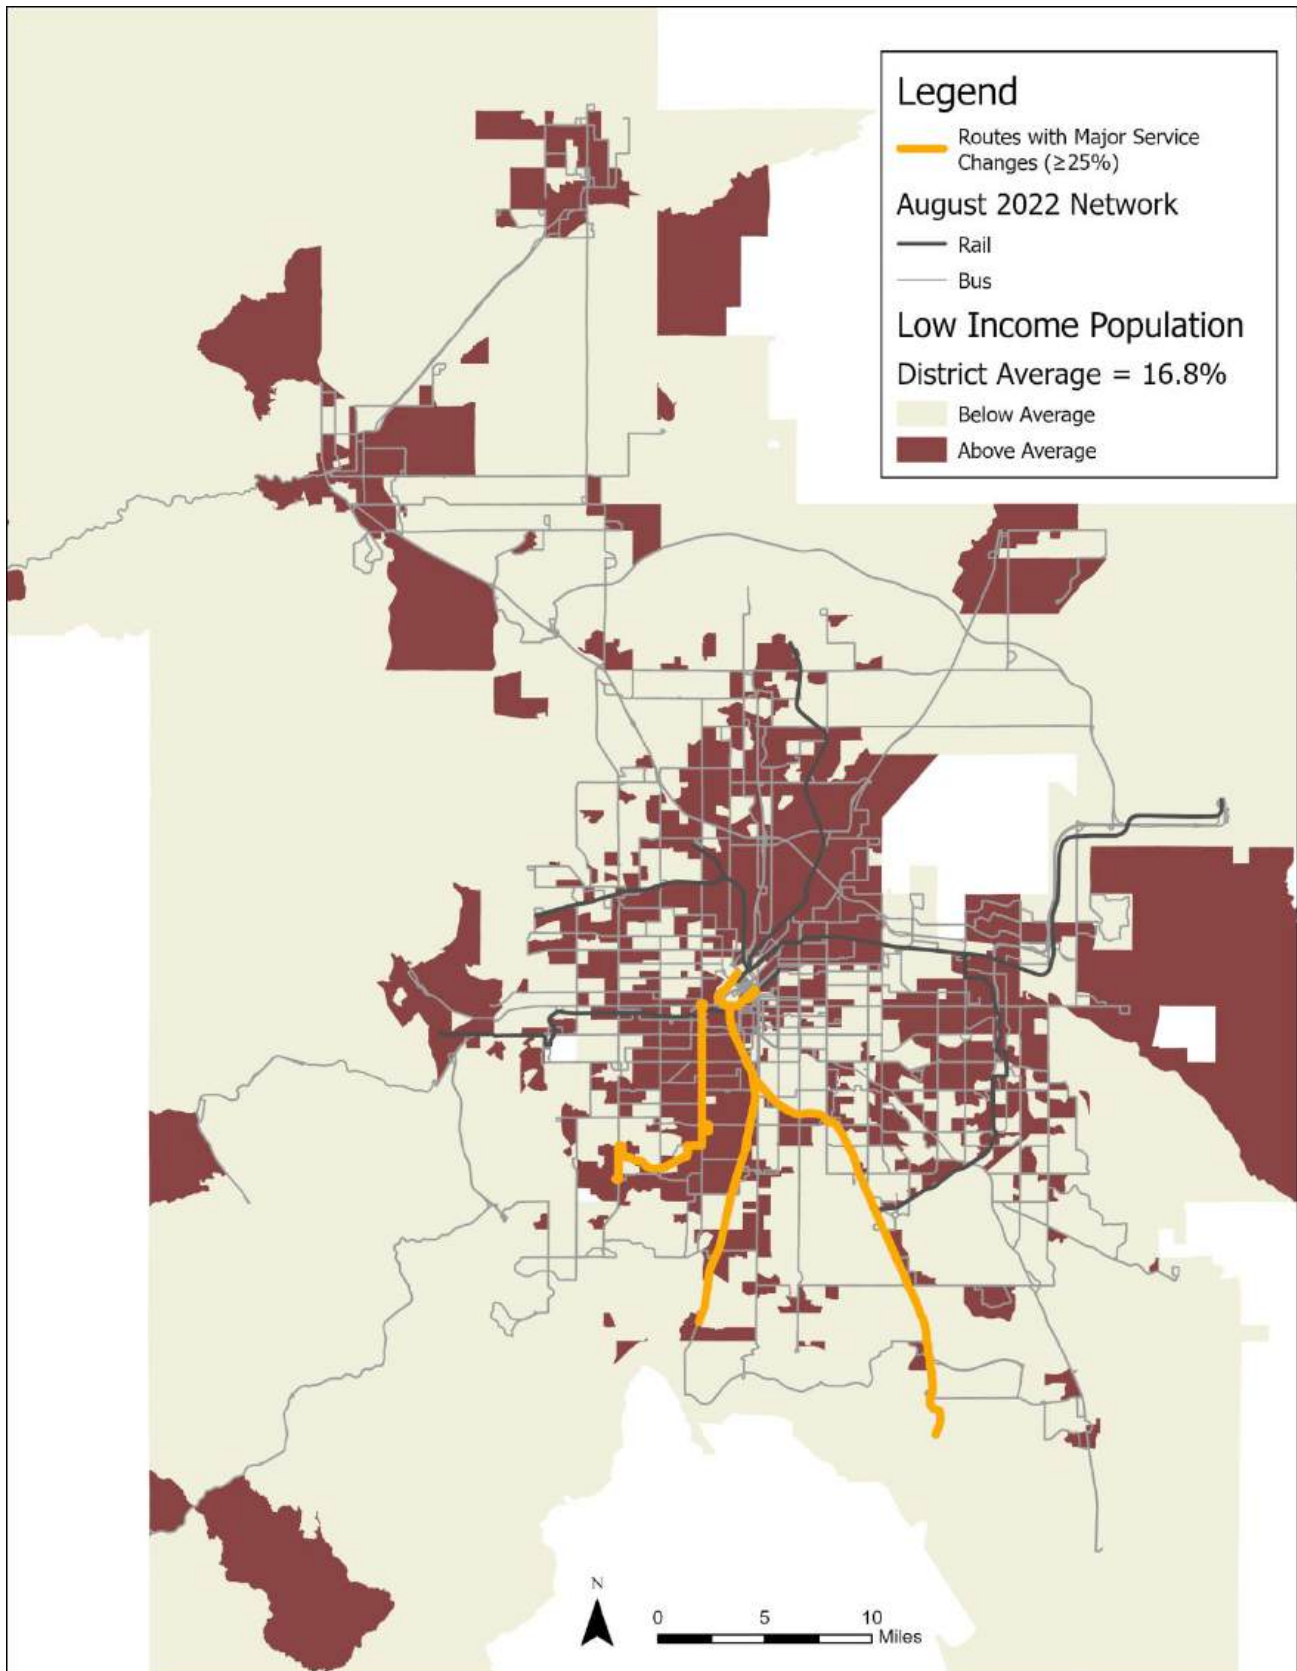 Legend
Routes with Major Service
Changes (≥25%)
August 2022 Network
Rail
Bus
Low Income Population
District Average = 16.8%
Below Average
Above Average
N
0 5 10
Miles